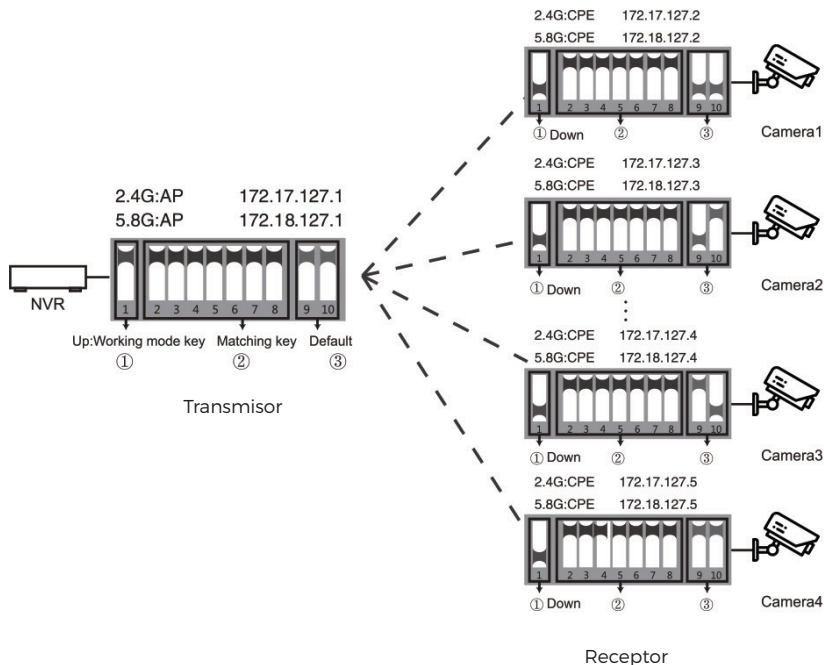 2.4G:CPE 172.17.127.2
5.8G:CPE 172.18.127.2
1 2 3 4 5 6 7 8 9 10
① Down ② ③
Camera1
2.4G:CPE 172.17.127.3
5.8G:CPE 172.18.127.3
1 2 3 4 5 6 7 8 9 10
① Down ② ③
Camera2
2.4G:AP 172.17.127.1
5.8G:AP 172.18.127.1
1 2 3 4 5 6 7 8 9 10
NVR
Up:Working mode key Matching key Default
① ② ③
Transmisor
2.4G:CPE 172.17.127.4
5.8G:CPE 172.18.127.4
1 2 3 4 5 6 7 8 9 10
① Down ② ③
Camera3
2.4G:CPE 172.17.127.5
5.8G:CPE 172.18.127.5
1 2 3 4 5 6 7 8 9 10
① Down ② ③
Camera4
Receptor